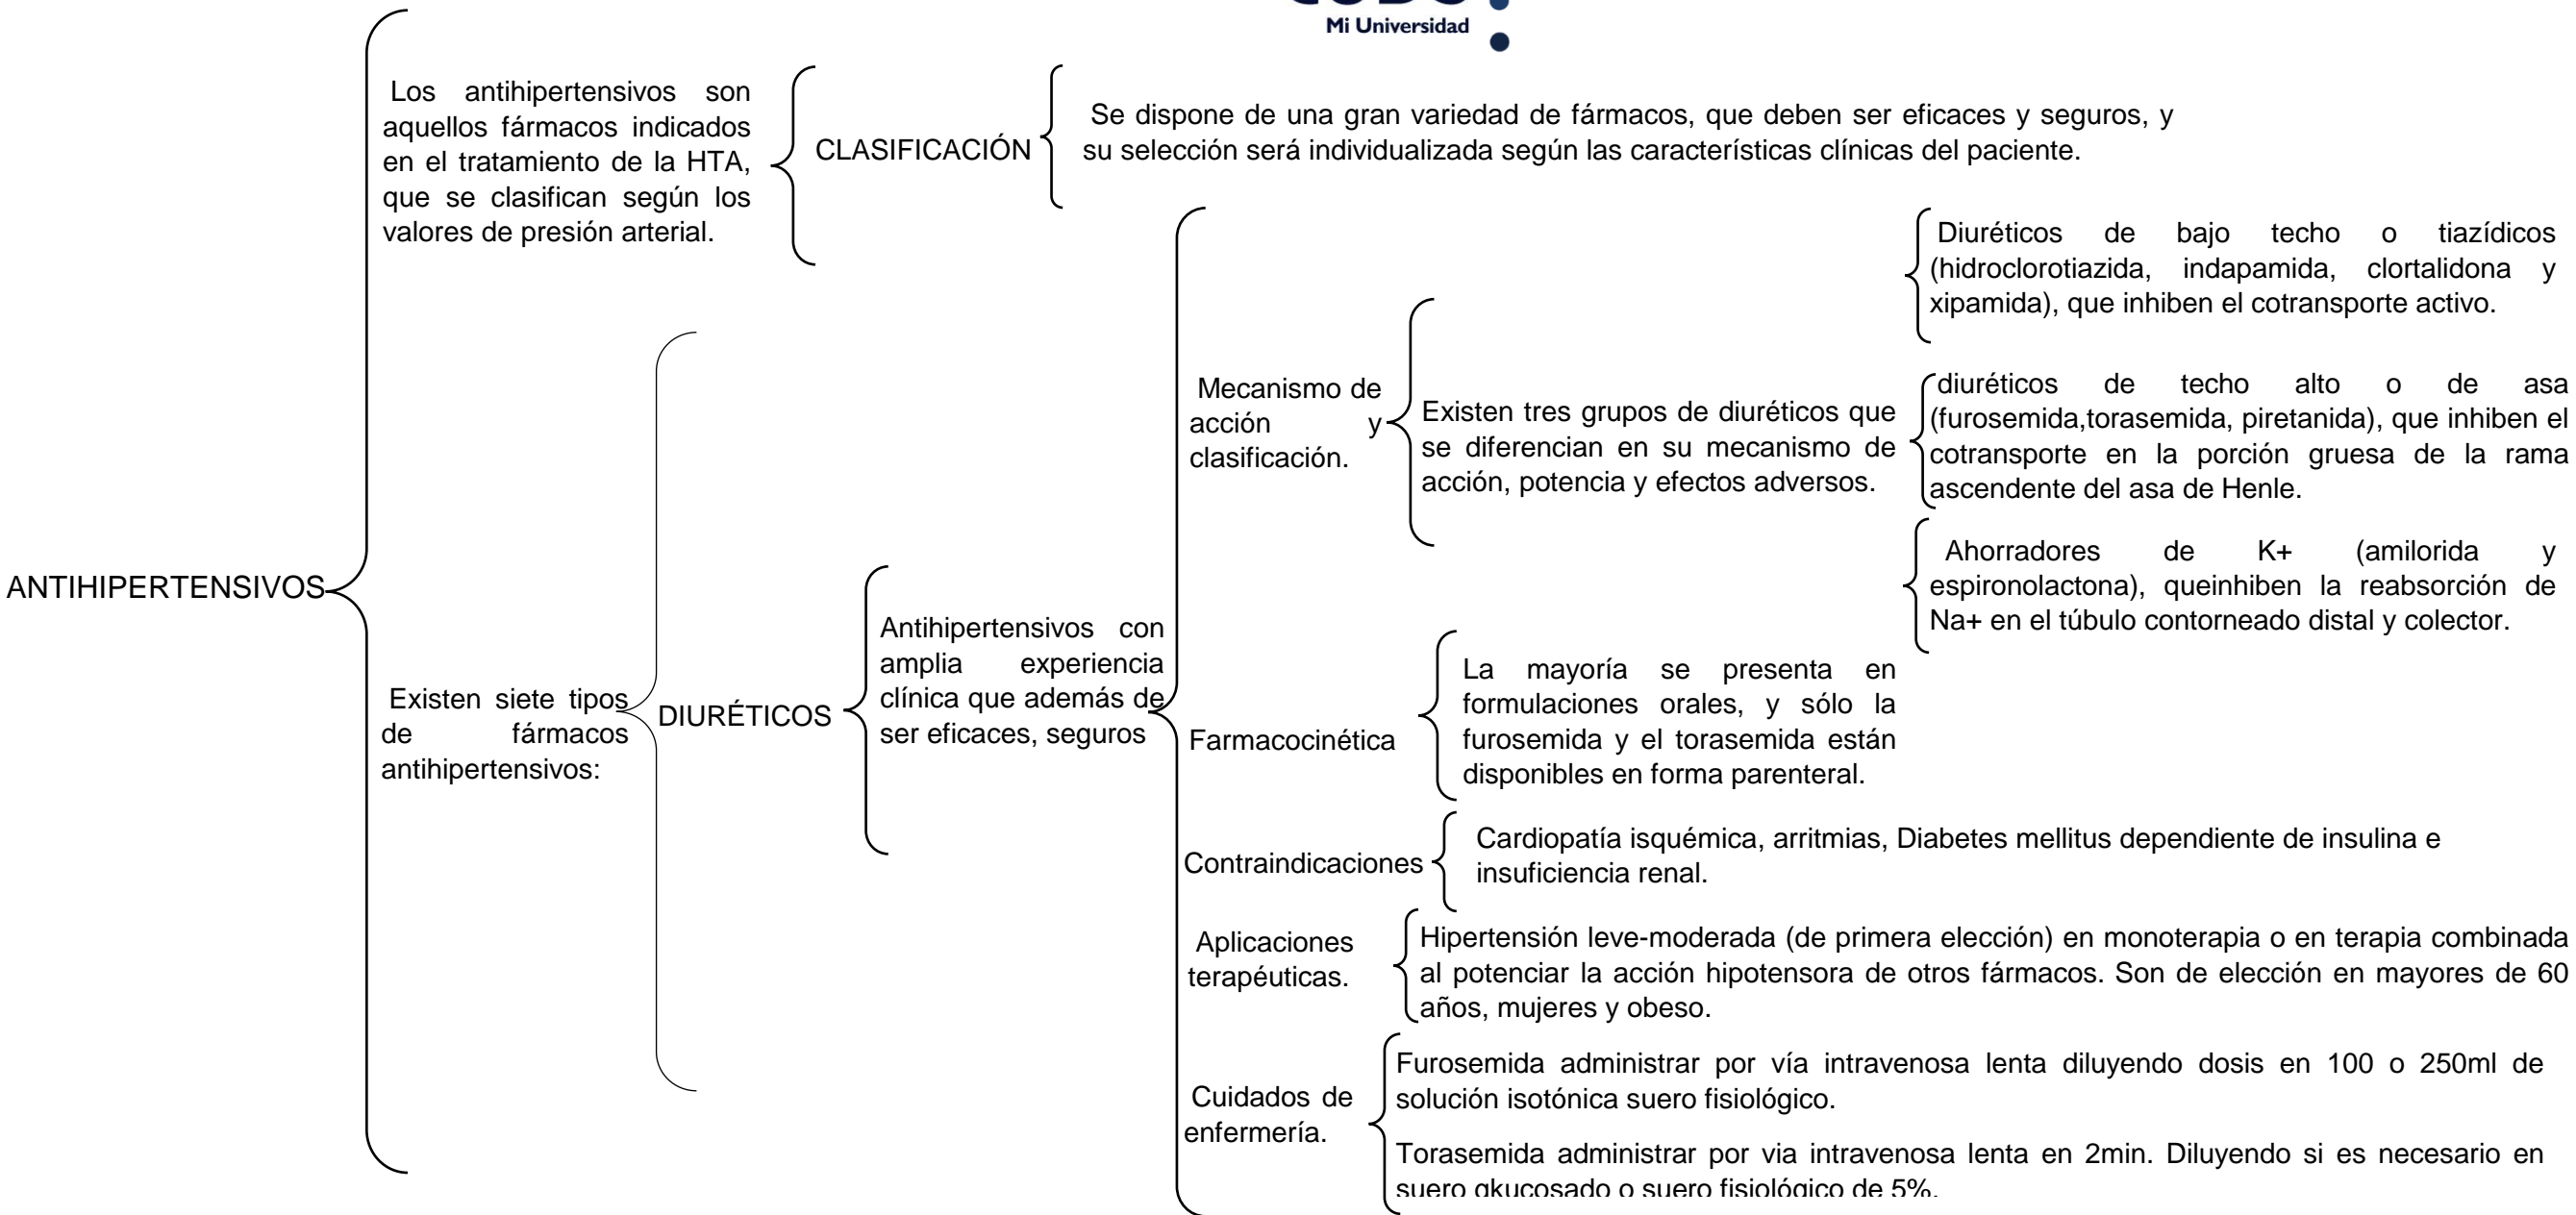 Mi Universidad
Los antihipertensivos son
aquellos fármacos indicados
en el tratamiento de la HTA,
que se clasifican según los
valores de presión arterial.
CLASIFICACIÓN
Se dispone de una gran variedad de fármacos, que deben ser eficaces y seguros, y
su selección será individualizada según las características clínicas del paciente.
ANTIHIPERTENSIVOS
Existen siete tipos
de fármacos
antihipertensivos:
DIURÉTICOS
Antihipertensivos con
amplia experiencia
clínica que además de
ser eficaces, seguros
Mecanismo de
acción y
clasificación.
Existen tres grupos de diuréticos que
se diferencian en su mecanismo de
acción, potencia y efectos adversos.
Diuréticos de bajo techo o tiazídicos
(hidroclorotiazida, indapamida, clortalidona y
xipamida), que inhiben el cotransporte activo.
diuréticos de techo alto o de asa
(furosemida,torasemida, piretanida), que inhiben el
cotransporte en la porción gruesa de la rama
ascendente del asa de Henle.
Ahorradores de K+ (amilorida y
espironolactona), queinhiben la reabsorción de
Na+ en el túbulo contorneado distal y colector.
Farmacocinética
La mayoría se presenta en
formulaciones orales, y sólo la
furosemida y el torasemida están
disponibles en forma parenteral.
Contraindicaciones
Cardiopatía isquémica, arritmias, Diabetes mellitus dependiente de insulina e
insuficiencia renal.
Aplicaciones
terapéuticas.
Hipertensión leve-moderada (de primera elección) en monoterapia o en terapia combinada
al potenciar la acción hipotensora de otros fármacos. Son de elección en mayores de 60
años, mujeres y obeso.
Cuidados de
enfermería.
Furosemida administrar por vía intravenosa lenta diluyendo dosis en 100 o 250ml de
solución isotónica suero fisiológico.
Torasemida administrar por via intravenosa lenta en 2min. Diluyendo si es necesario en
suero gkucosado o suero fisiológico de 5%.